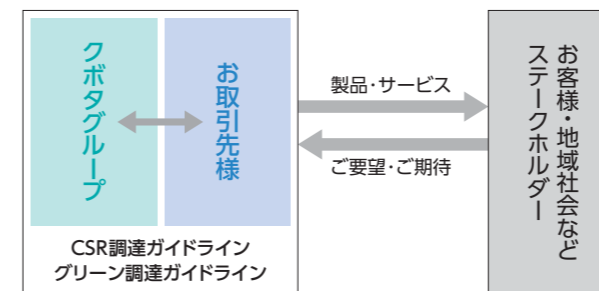 クボタグループ
お取引先様
CSR調達ガイドライン
グリーン調達ガイドライン
製品・サービス
ご要望・ご期待
お客様・地域社会など
ステークホルダー